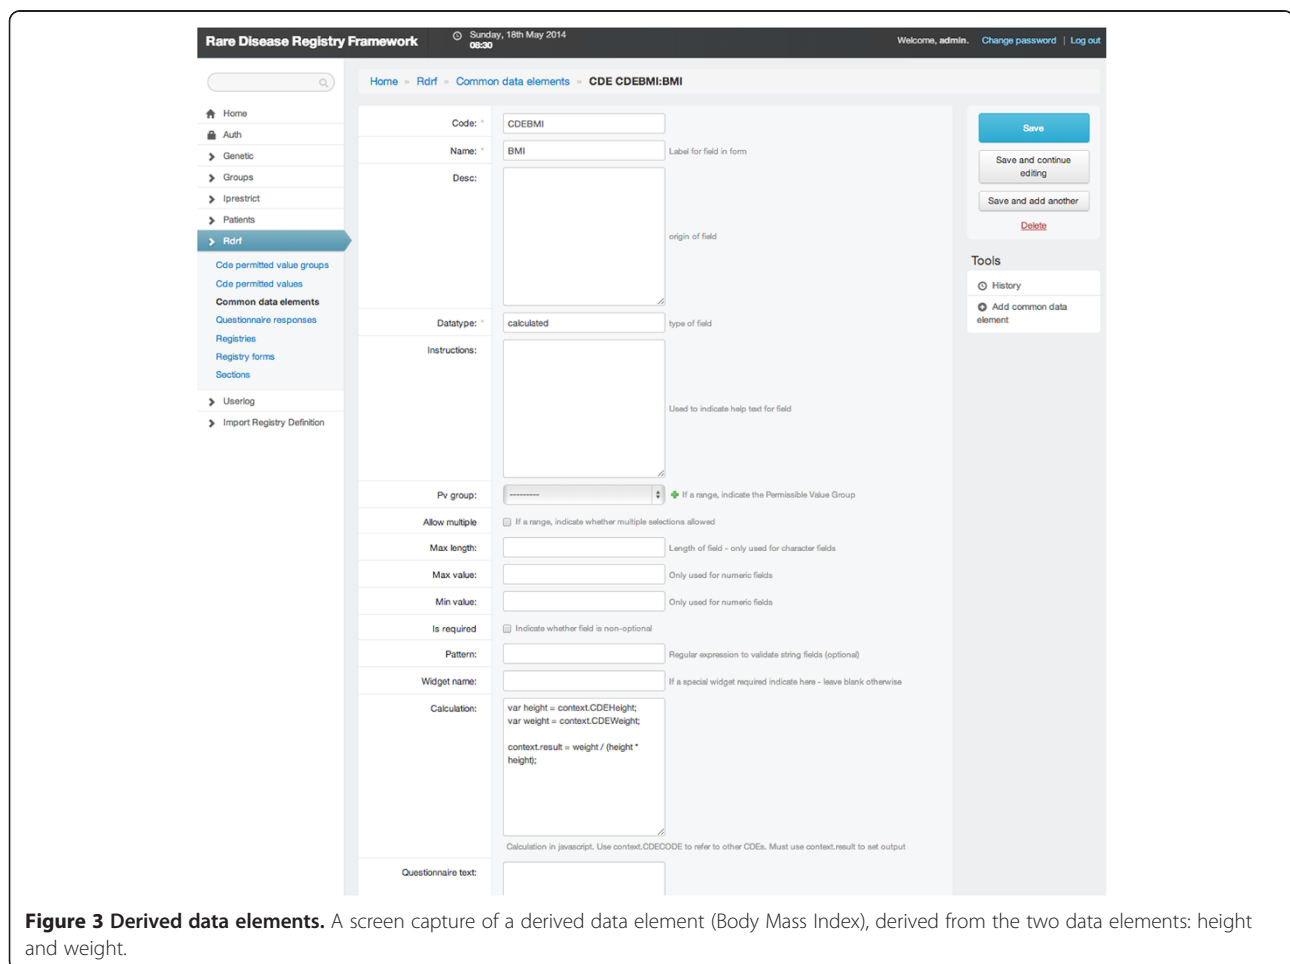 Rare Disease Registry Framework
Sunday, 18th May 2014
08:30
Welcome, admin. Change password | Log out
Home » Rdrf » Common data elements » CDE CDEBMI:BMI
Home
Auth
Genetic
Groups
Iprestrict
Patients
Rdrf
Cde permitted value groups
Cde permitted values
Common data elements
Questionnaire responses
Registries
Registry forms
Sections
Userlog
Import Registry Definition
Code: * CDEBMI
Name: * BMI Label for field in form
Desc: origin of field
Datatype: * calculated type of field
Instructions: Used to indicate help text for field
Pv group: --------- If a range, indicate the Permissible Value Group
Allow multiple If a range, indicate whether multiple selections allowed
Max length: Length of field - only used for character fields
Max value: Only used for numeric fields
Min value: Only used for numeric fields
Is required Indicate whether field is non-optional
Pattern: Regular expression to validate string fields (optional)
Widget name: If a special widget required indicate here - leave blank otherwise
Calculation: var height = context.CDEHeight;
var weight = context.CDEWeight;
context.result = weight / (height *
height);
Calculation in javascript. Use context.CDECODE to refer to other CDEs. Must use context.result to set output
Questionnaire text:
Save
Save and continue
editing
Save and add another
Delete
Tools
History
Add common data
element
Figure 3 Derived data elements. A screen capture of a derived data element (Body Mass Index), derived from the two data elements: height
and weight.